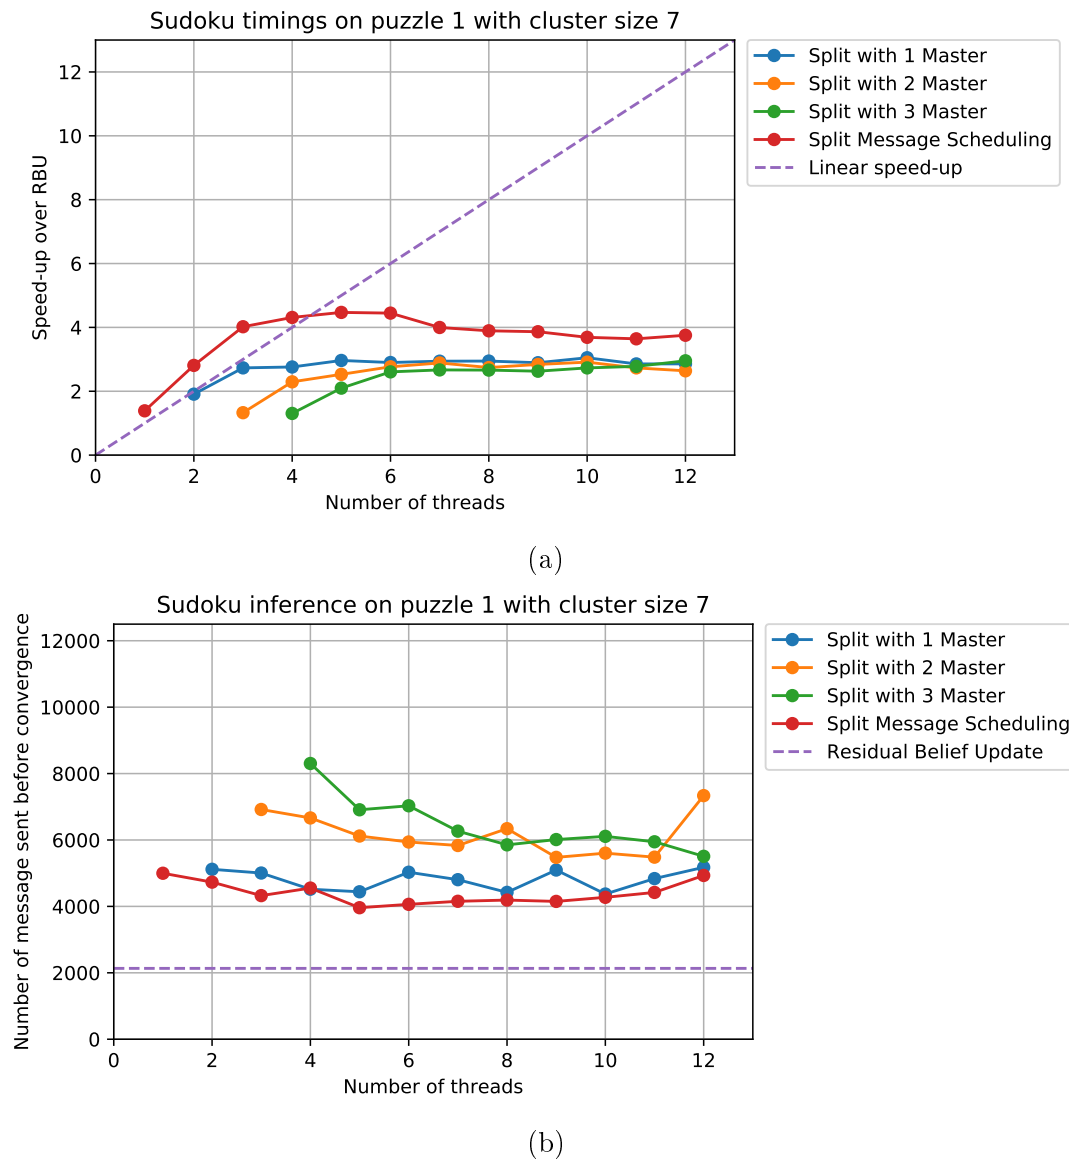 Sudoku timings on puzzle 1 with cluster size 7
Speed-up over RBU
12
10
8
6
4
2
0
0 2 4 6 8 10 12
Number of threads
Split with 1 Master
Split with 2 Master
Split with 3 Master
Split Message Scheduling
Linear speed-up
(a)
Sudoku inference on puzzle 1 with cluster size 7
Number of message sent before convergence
12000
10000
8000
6000
4000
2000
0
0 2 4 6 8 10 12
Number of threads
Split with 1 Master
Split with 2 Master
Split with 3 Master
Split Message Scheduling
Residual Belief Update
(b)